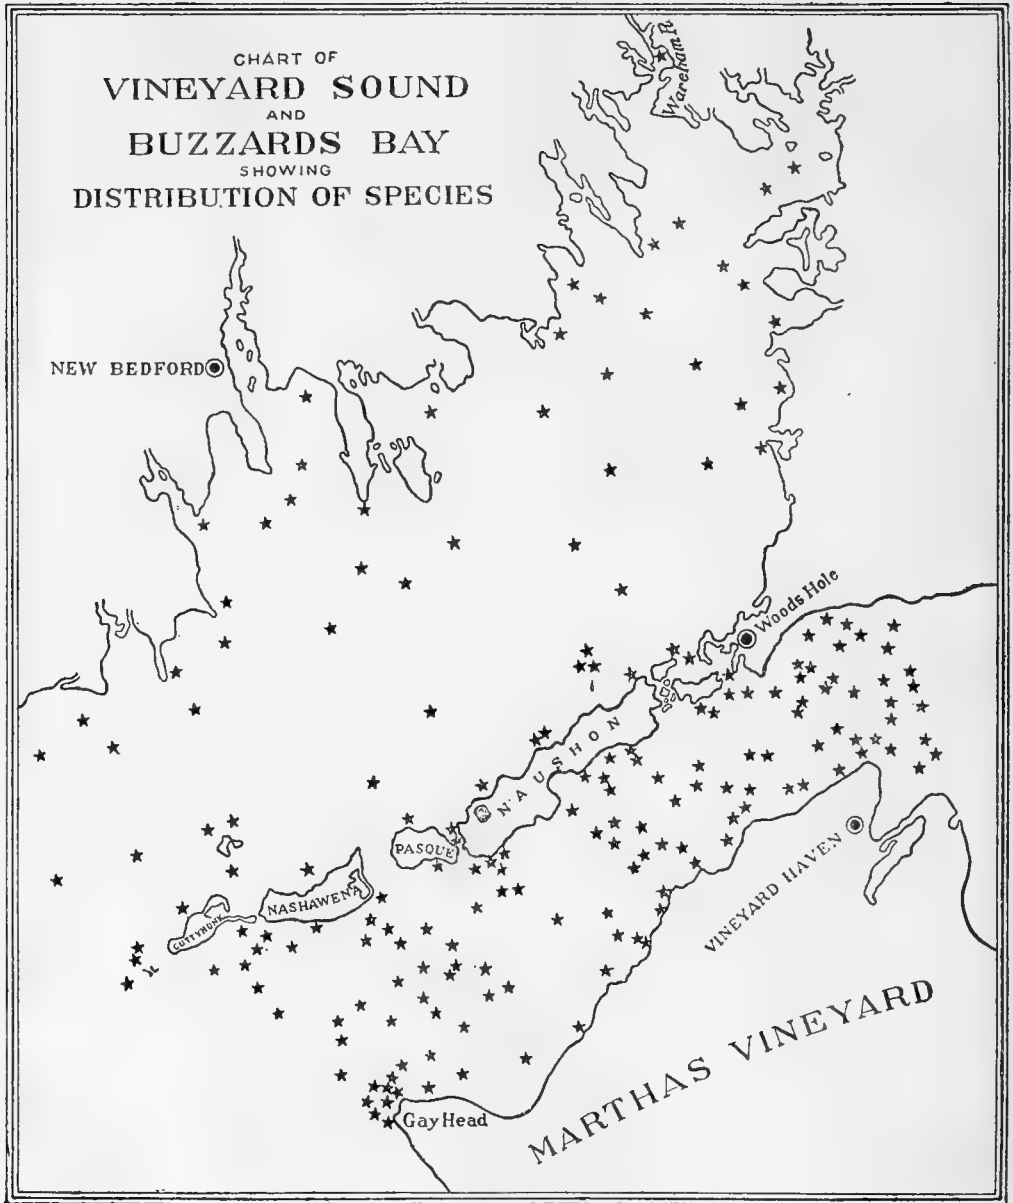 CHART OF
VINEYARD SOUND
AND
BUZZARDS BAY
SHOWING
DISTRIBUTION OF SPECIES
Wareham R.
NEW BEDFORD
Woods Hole
NAUSHON
PASQUE
NASHAWENA
CUTTYHUNK
VINEYARD HAVEN
MARTHAS VINEYARD
Gay Head